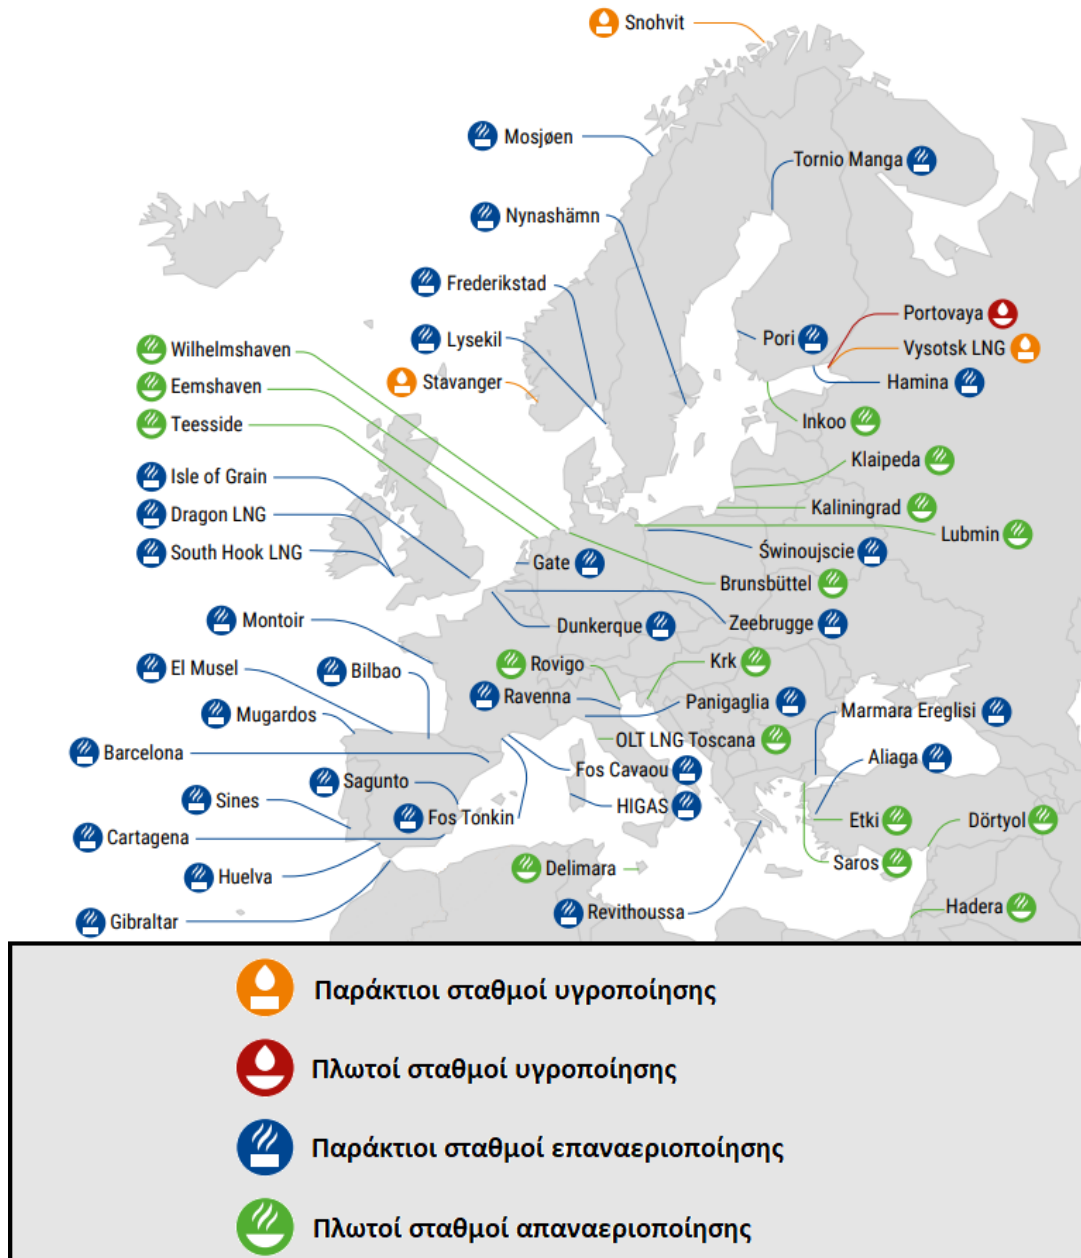 Snohvit
Mosjøen
Tornio Manga
Nynashämn
Frederikstad
Portovaya
Lysekil
Pori
Vysotsk LNG
Wilhelmshaven
Stavanger
Hamina
Eemshaven
Teesside
Inkoo
Klaipeda
Isle of Grain
Kaliningrad
Dragon LNG
Lubmin
South Hook LNG
Gate
Świnoujscie
Brunsbüttel
Montoir
Dunkerque
Zeebrugge
El Musel
Bilbao
Rovigo
Krk
Ravenna
Panigaglia
Mugardos
Marmara Ereglisi
Barcelona
OLT LNG Toscana
Aliaga
Sagunto
Fos Cavaou
Sines
Fos Tonkin
HIGAS
Etki
Dörtyol
Cartagena
Huelva
Delimara
Saros
Gibraltar
Revithoussa
Hadera
Παράκτιοι σταθμοί υγροποίησης
Πλωτοί σταθμοί υγροποίησης
Παράκτιοι σταθμοί επαναεριοποίησης
Πλωτοί σταθμοί απαναεριοποίησης